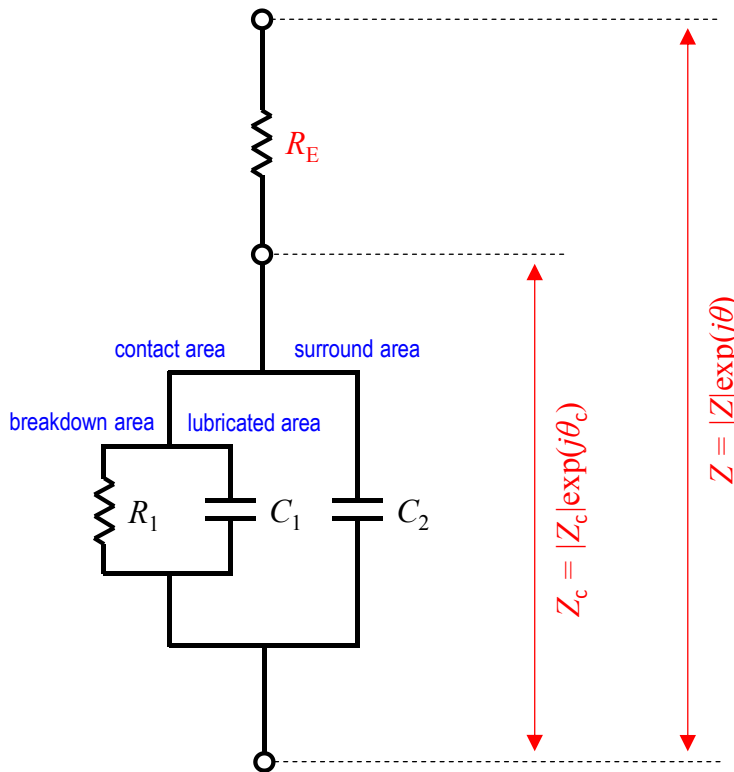 R_E
contact area surround area
breakdown area lubricated area
R_1 C_1 C_2
Z_c = |Z_c|exp(jθ_c)
Z = |Z|exp(jθ)